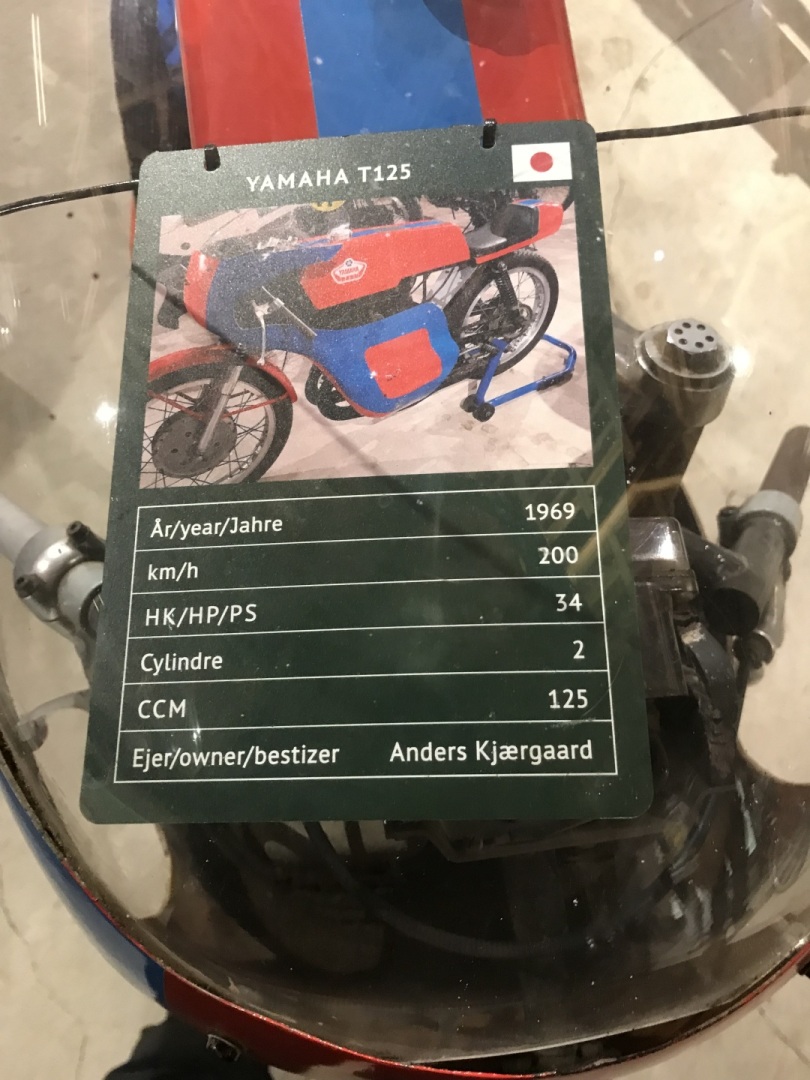 YAMAHA T125
År/year/Jahre 1969
km/h 200
HK/HP/PS 34
Cylindre 2
CCM 125
Ejer/owner/bestizer Anders Kjærgaard